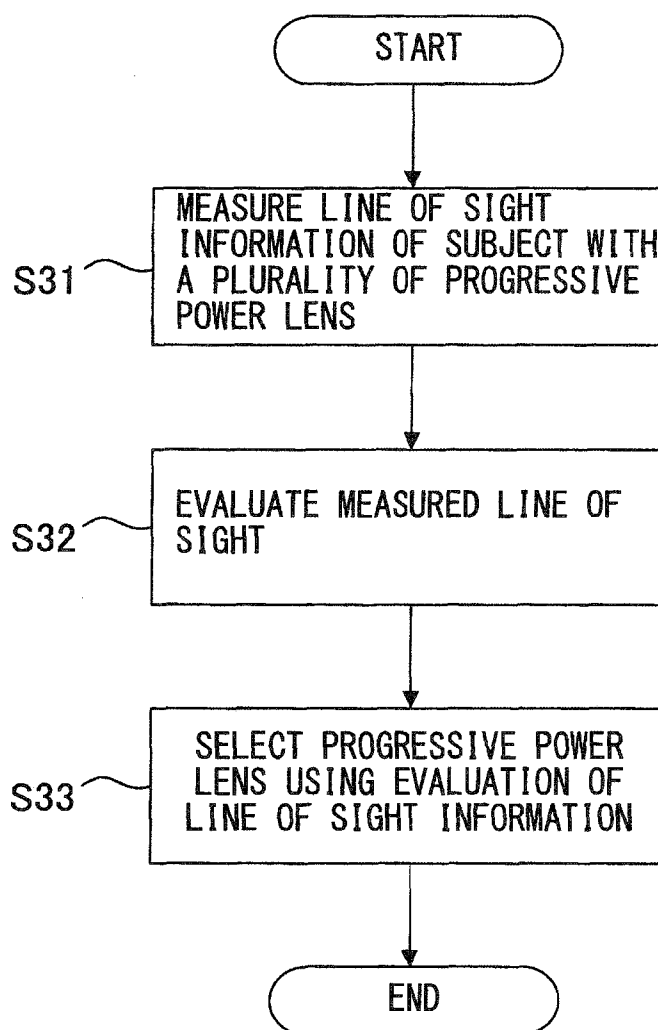 START
MEASURE LINE OF SIGHT
INFORMATION OF SUBJECT WITH
A PLURALITY OF PROGRESSIVE
POWER LENS
S31
EVALUATE MEASURED LINE OF
SIGHT
S32
SELECT PROGRESSIVE POWER
LENS USING EVALUATION OF
LINE OF SIGHT INFORMATION
S33
END